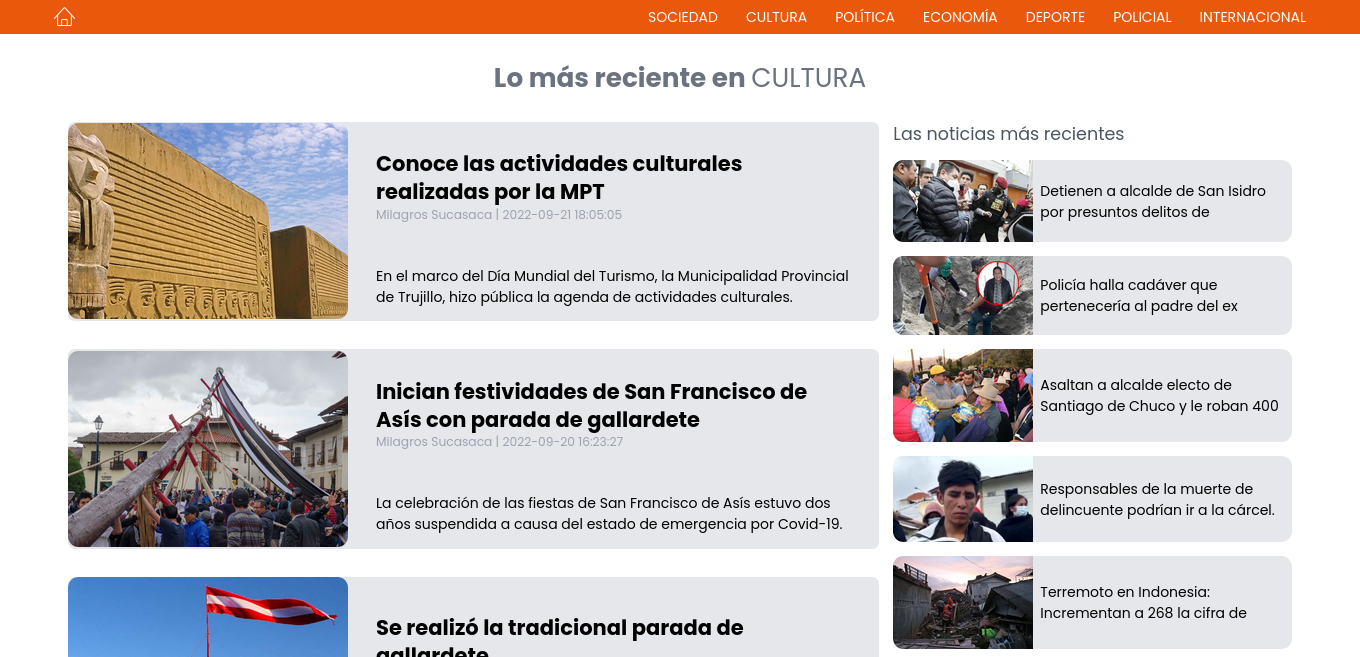 SOCIEDAD CULTURA POLÍTICA ECONOMÍA DEPORTE POLICIAL INTERNACIONAL
Lo más reciente en CULTURA
Conoce las actividades culturales
realizadas por la MPT
Milagros Sucasaca | 2022-09-21 18:05:05
En el marco del Día Mundial del Turismo, la Municipalidad Provincial
de Trujillo, hizo pública la agenda de actividades culturales.
Inician festividades de San Francisco de
Asís con parada de gallardete
Milagros Sucasaca | 2022-09-20 16:23:27
La celebración de las fiestas de San Francisco de Asís estuvo dos
años suspendida a causa del estado de emergencia por Covid-19.
Se realizó la tradicional parada de
gallardete
Las noticias más recientes
Detienen a alcalde de San Isidro
por presuntos delitos de
Policía halla cadáver que
pertenecería al padre del ex
Asaltan a alcalde electo de
Santiago de Chuco y le roban 400
Responsables de la muerte de
delincuente podrían ir a la cárcel.
Terremoto en Indonesia:
Incrementan a 268 la cifra de